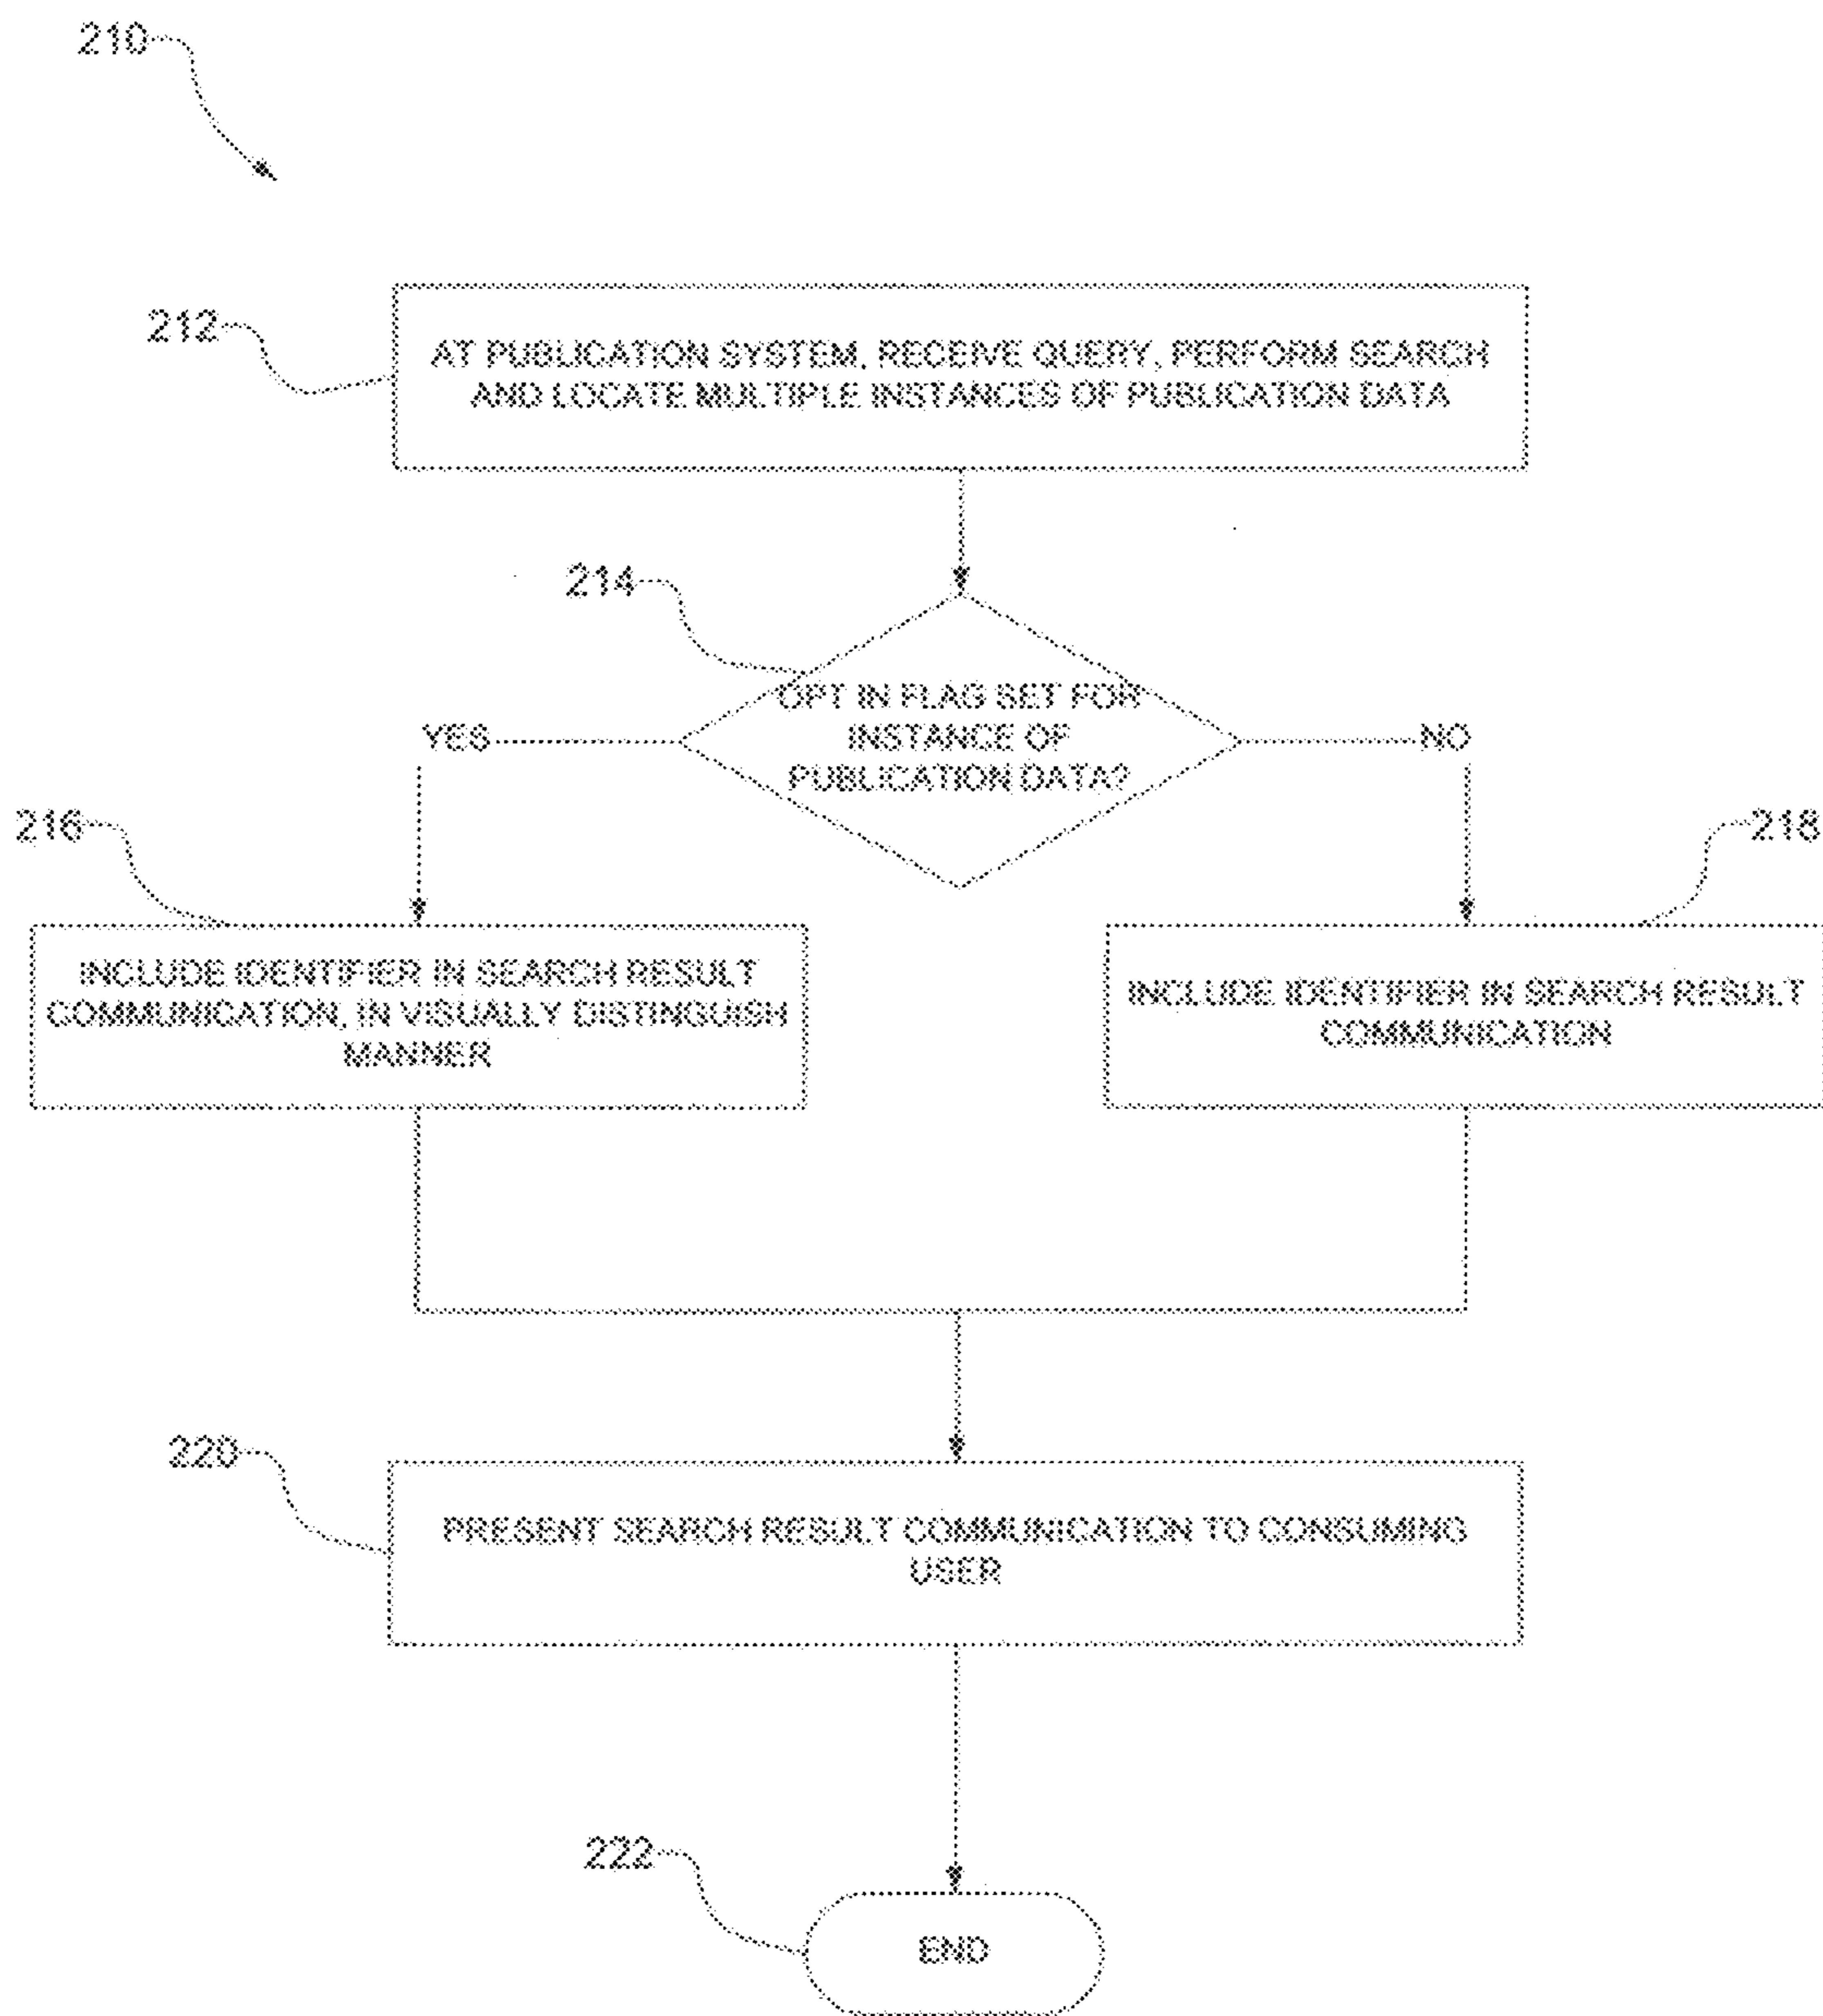 210
212
AT PUBLICATION SYSTEM, RECEIVE QUERY, PERFORM SEARCH
AND LOCATE MULTIPLE INSTANCES OF PUBLICATION DATA
214
OPT IN FLAG SET FOR
INSTANCE OF
PUBLICATION DATA?
YES
NO
216
218
INCLUDE IDENTIFIER IN SEARCH RESULT
COMMUNICATION, IN VISUALLY DISTINGUISH
MANNER
INCLUDE IDENTIFIER IN SEARCH RESULT
COMMUNICATION
220
PRESENT SEARCH RESULT COMMUNICATION TO CONSUMING
USER
222
END